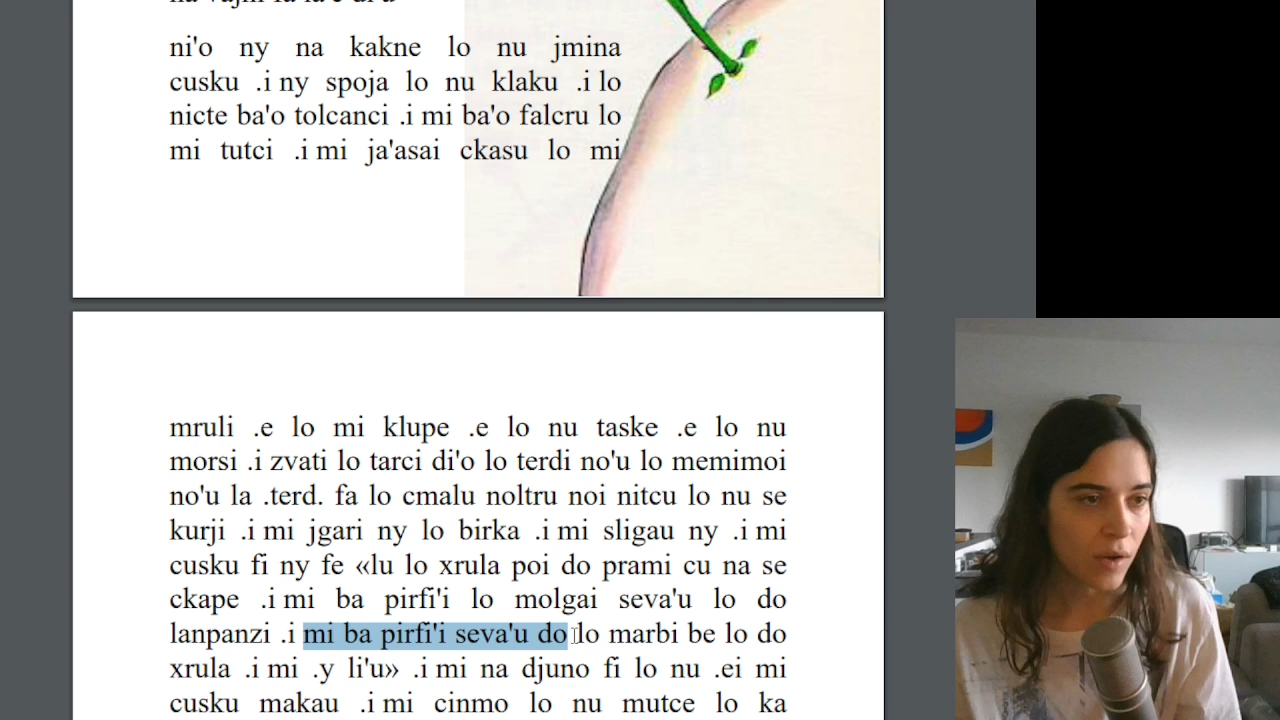 ni'o ny na kakne lo nu jmina
cusku .i ny spoja lo nu klaku .i lo
nicte ba'o tolcanci .i mi ba'o falcru lo
mi tutci .i mi ja'asai ckasu lo mi
mruli .e lo mi klupe .e lo nu taske .e lo nu
morsi .i zvati lo tarci di'o lo terdi no'u lo memimoi
no'u la .terd. fa lo cmalu noltru noi nitcu lo nu se
kurji .i mi jgari ny lo birka .i mi sligau ny .i mi
cusku fi ny fe «lu lo xrula poi do prami cu na se
ckape .i mi ba pirfi'i lo molgai seva'u lo do
lanpanzi .i mi ba pirfi'i seva'u do lo marbi be lo do
xrula .i mi .y li'u» .i mi na djuno fi lo nu .ei mi
cusku makau .i mi cinmo lo nu mutce lo ka